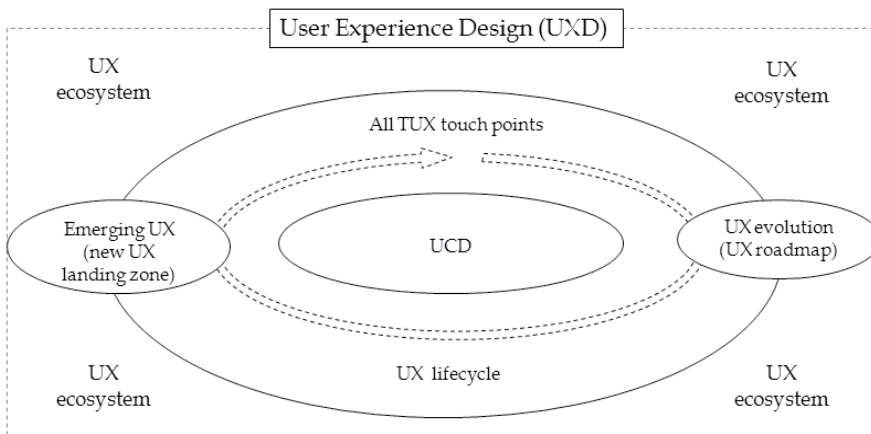 User Experience Design (UXD)
UX
ecosystem
UX
ecosystem
All TUX touch points
Emerging UX
(new UX
landing zone)
UCD
UX evolution
(UX roadmap)
UX lifecycle
UX
ecosystem
UX
ecosystem